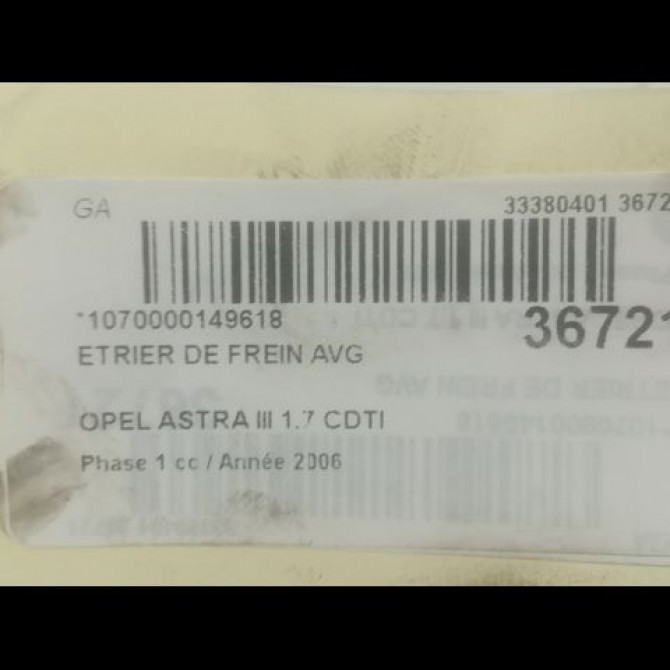 GA 33380401 3672
*1070000149618 36721
ETRIER DE FREIN AVG
OPEL ASTRA III 1.7 CDTI
Phase 1 cc / Année 2006